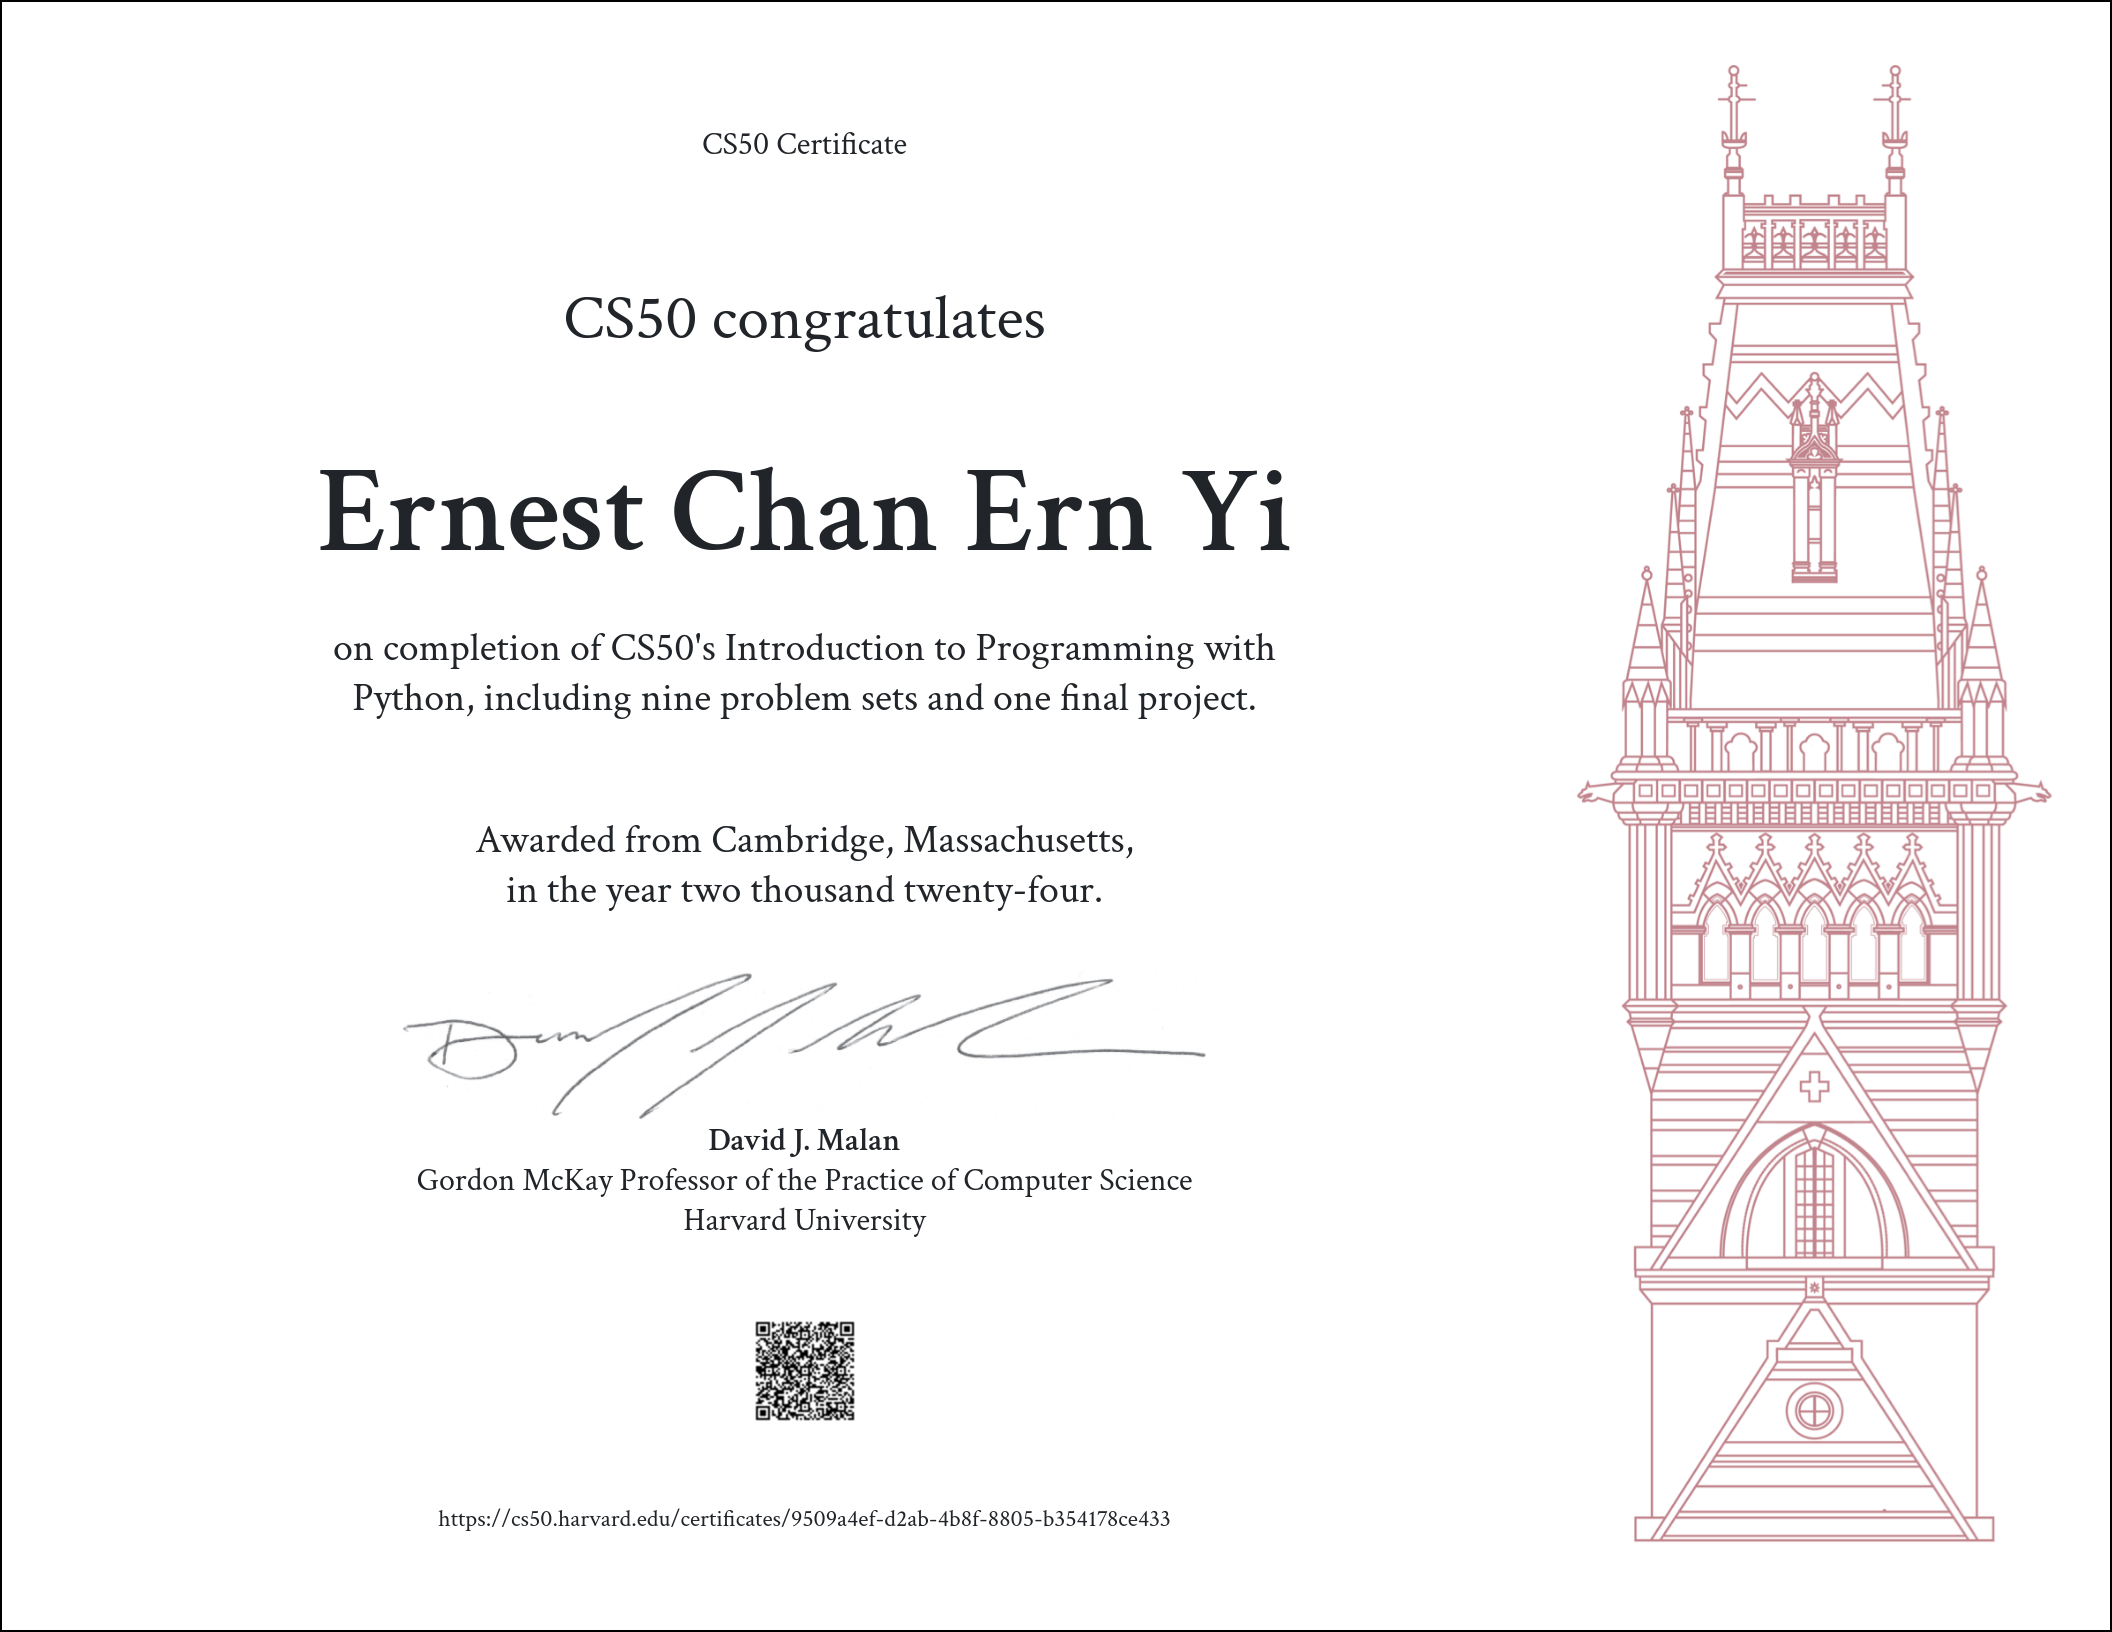 CS50 Certificate
CS50 congratulates
Ernest Chan Ern Yi
on completion of CS50's Introduction to Programming with
Python, including nine problem sets and one final project.
Awarded from Cambridge, Massachusetts,
in the year two thousand twenty-four.
David J. Malan
Gordon McKay Professor of the Practice of Computer Science
Harvard University
https://cs50.harvard.edu/certificates/9509a4ef-d2ab-4b8f-8805-b354178ce433